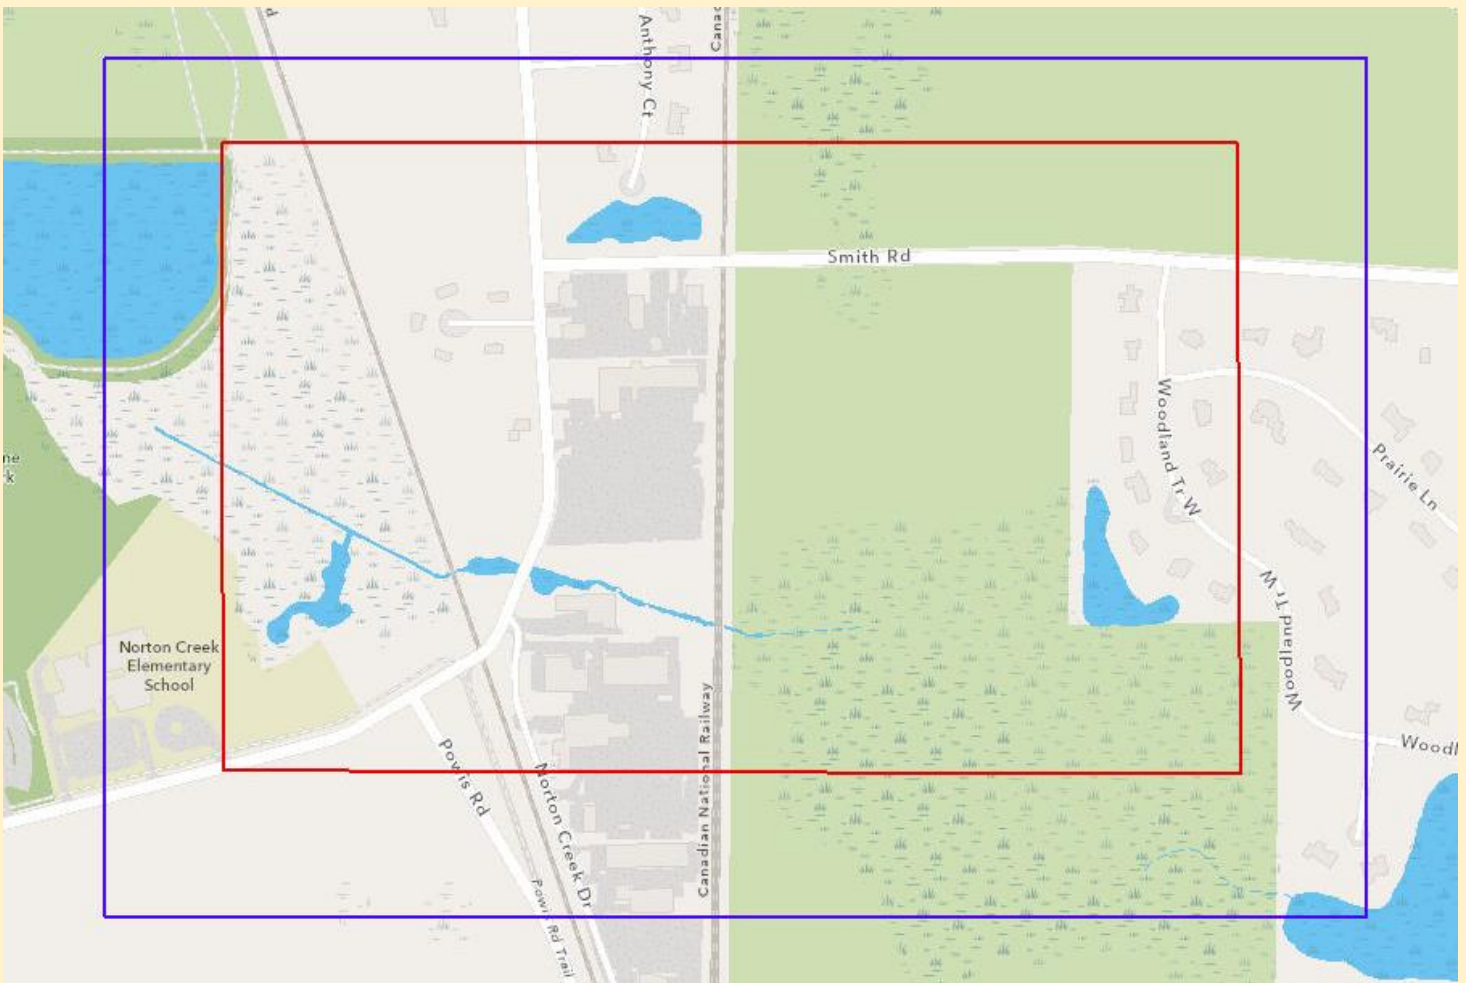 Anthony Ct
Smith Rd
Woodland Tr W
Prairie Ln
Woodland Tr W
Norton Creek
Elementary
School
Canadian National Railway
Powis Rd
Norton Creek Dr
Powis Rd Trail